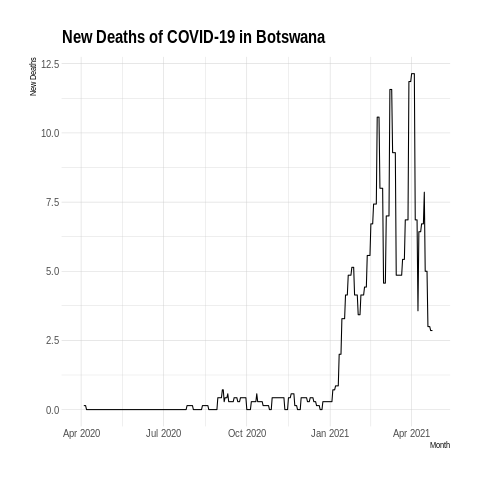 New Deaths of COVID-19 in Botswana
New Deaths
12.5
10.0
7.5
5.0
2.5
0.0
Apr 2020 Jul 2020 Oct 2020 Jan 2021 Apr 2021
Month